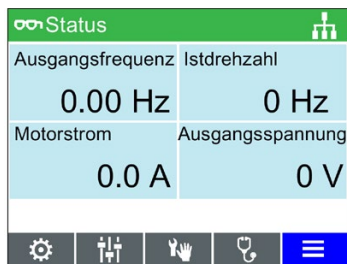 Status
Ausgangsfrequenz Istdrehzahl
0.00 Hz 0 Hz
Motorstrom Ausgangsspannung
0.0 A 0 V